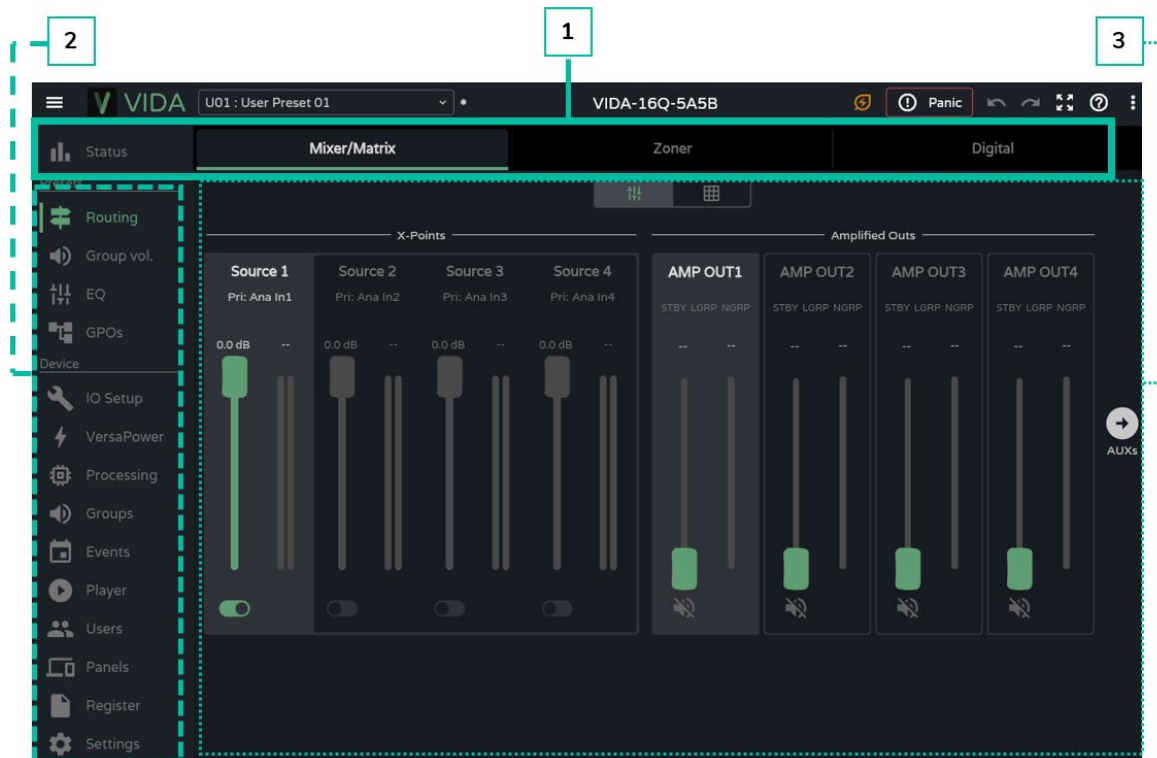 2
1
3
VIDA
U01 : User Preset 01
VIDA-16Q-5A5B
Panic
Status
Mixer/Matrix
Zoner
Digital
Presets
Routing
Group vol.
EQ
GPOs
Device
IO Setup
VersaPower
Processing
Groups
Events
Player
Users
Panels
Register
Settings
X-Points
Amplified Outs
Source 1
Source 2
Source 3
Source 4
AMP OUT1
AMP OUT2
AMP OUT3
AMP OUT4
Pri: Ana In1
Pri: Ana In2
Pri: Ana In3
Pri: Ana In4
STBY LGRP NGRP
STBY LGRP NGRP
STBY LGRP NGRP
STBY LGRP NGRP
0.0 dB --
0.0 dB --
0.0 dB --
0.0 dB --
-- --
-- --
-- --
-- --
AUXs